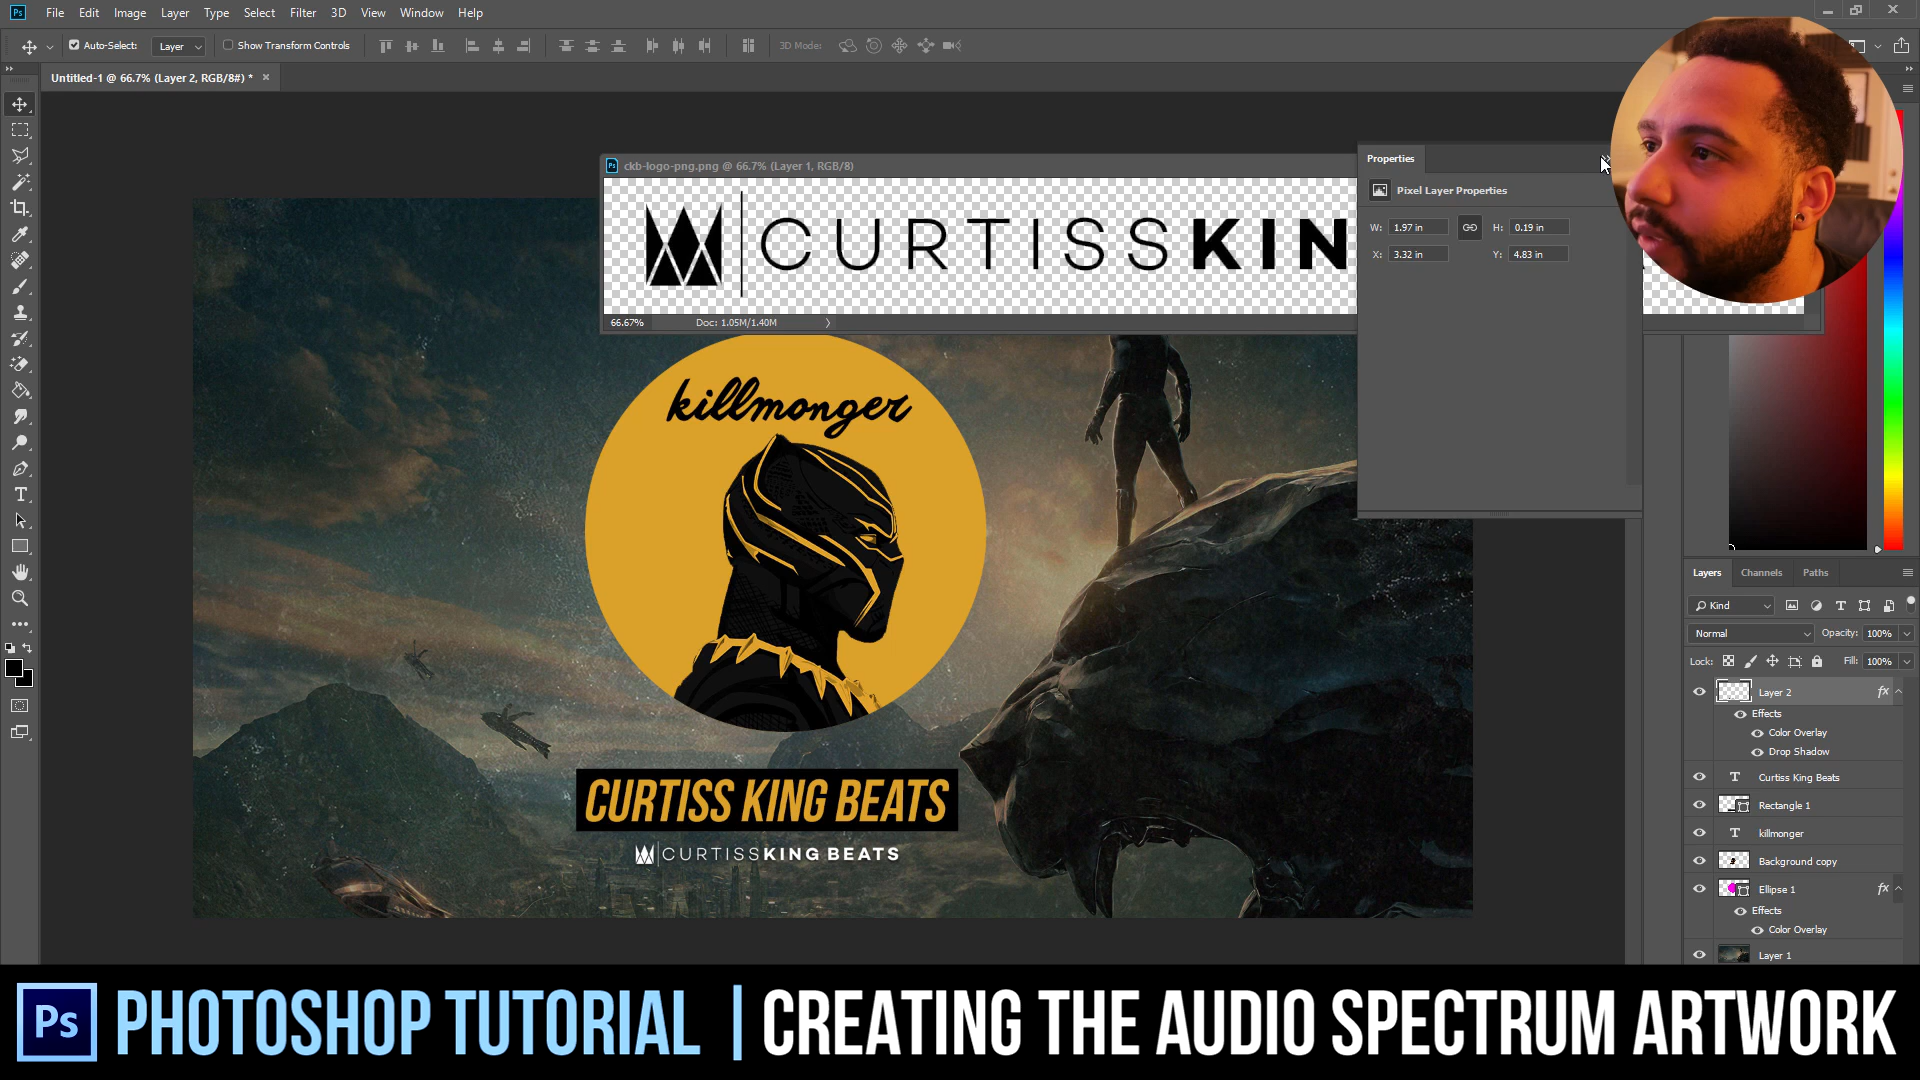 Ps File Edit Image Layer Type Select Filter 3D View Window Help
Auto-Select: Layer Show Transform Controls 3D Mode:
Untitled-1 @ 66.7% (Layer 2, RGB/8#) * ×
Ps ckb-logo-png.png @ 66.7% (Layer 1, RGB/8)
CURTISSKIN
66.67% Doc: 1.05M/1.40M
Properties
Pixel Layer Properties
W: 1.97 in H: 0.19 in
X: 3.32 in Y: 4.83 in
killmonger
CURTISS KING BEATS
CURTISSKING BEATS
Layers Channels Paths
Kind
Normal Opacity: 100%
Lock: Fill: 100%
Layer 2 fx
Effects
Color Overlay
Drop Shadow
T Curtiss King Beats
Rectangle 1
T killmonger
Background copy
Ellipse 1 fx
Effects
Color Overlay
Layer 1
Ps PHOTOSHOP TUTORIAL | CREATING THE AUDIO SPECTRUM ARTWORK